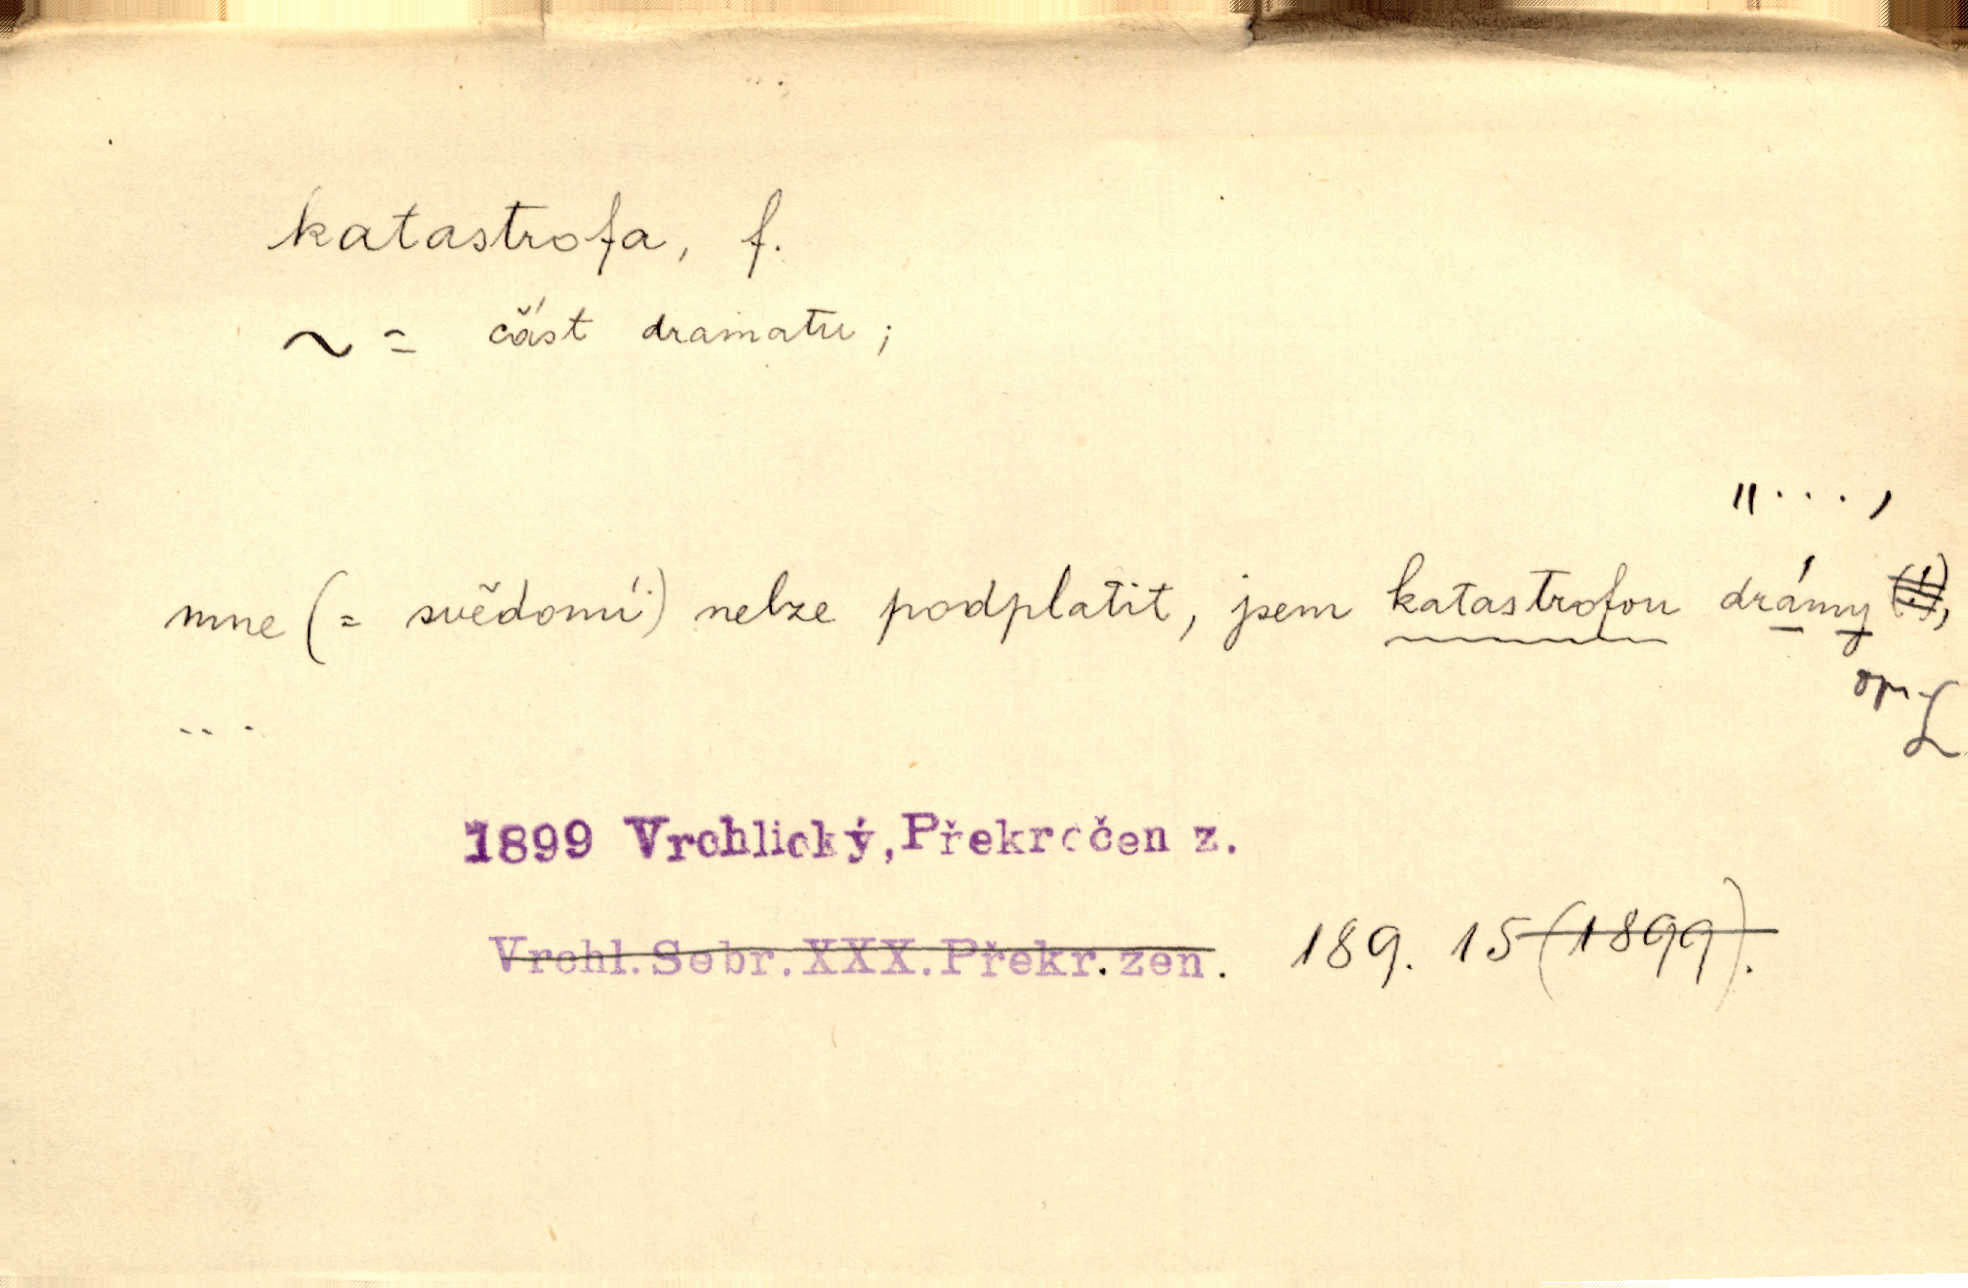 katastrofa, f.
~ = část dramatu;
„...,
mne (= svědomí) nelze podplatit, jsem katastrofou drámy (!),
...
1899 Vrchlický, Překročen z.
Vrchl. Sebr. XXX. Překr. zen. 189. 15 (1899).